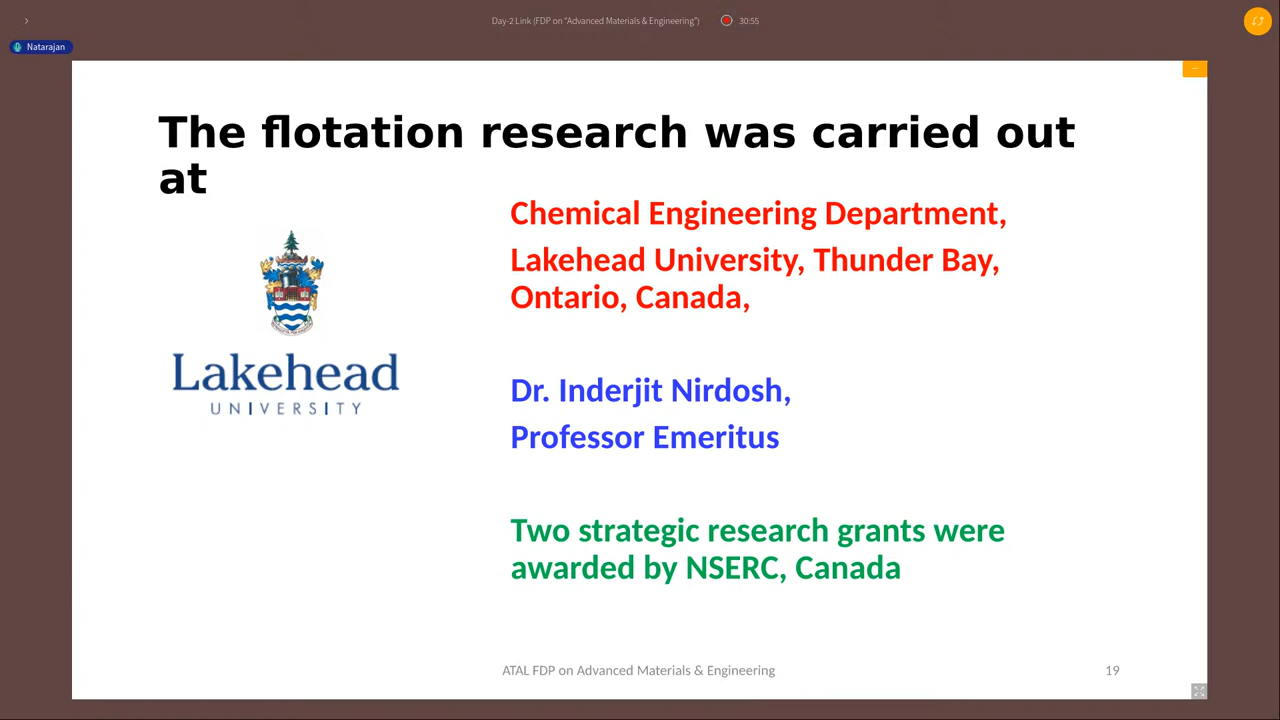 Day-2 Link (FDP on "Advanced Materials & Engineering")
30:55
Natarajan
The flotation research was carried out
at
Chemical Engineering Department,
Lakehead University, Thunder Bay,
Ontario, Canada,
Lakehead
UNIVERSITY
Dr. Inderjit Nirdosh,
Professor Emeritus
Two strategic research grants were
awarded by NSERC, Canada
ATAL FDP on Advanced Materials & Engineering
19